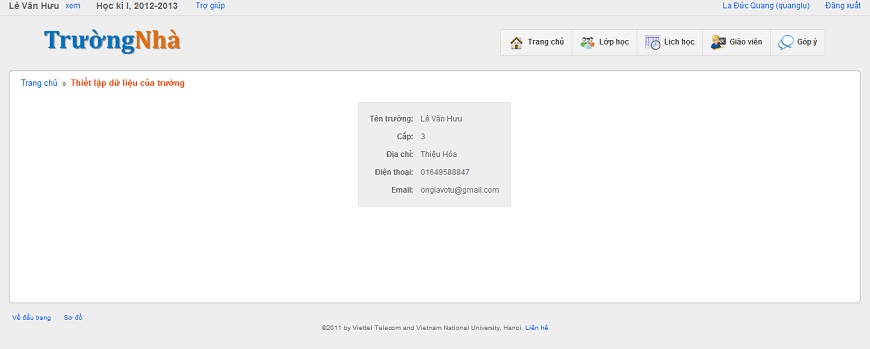 Lê Văn Hưu xem Học kì I, 2012-2013 Trợ giúp La Đức Quang (quanglu) Đăng xuất
TrườngNhà
Trang chủ Lớp học Lịch học Giáo viên Góp ý
Trang chủ » Thiết lập dữ liệu của trường
Tên trường: Lê Văn Hưu
Cấp: 3
Địa chỉ: Thiệu Hóa
Điện thoại: 01649588847
Email: ongiavotu@gmail.com
Về đầu trang Sơ đồ
©2011 by Viettel Telecom and Vietnam National University, Hanoi. Liên hệ